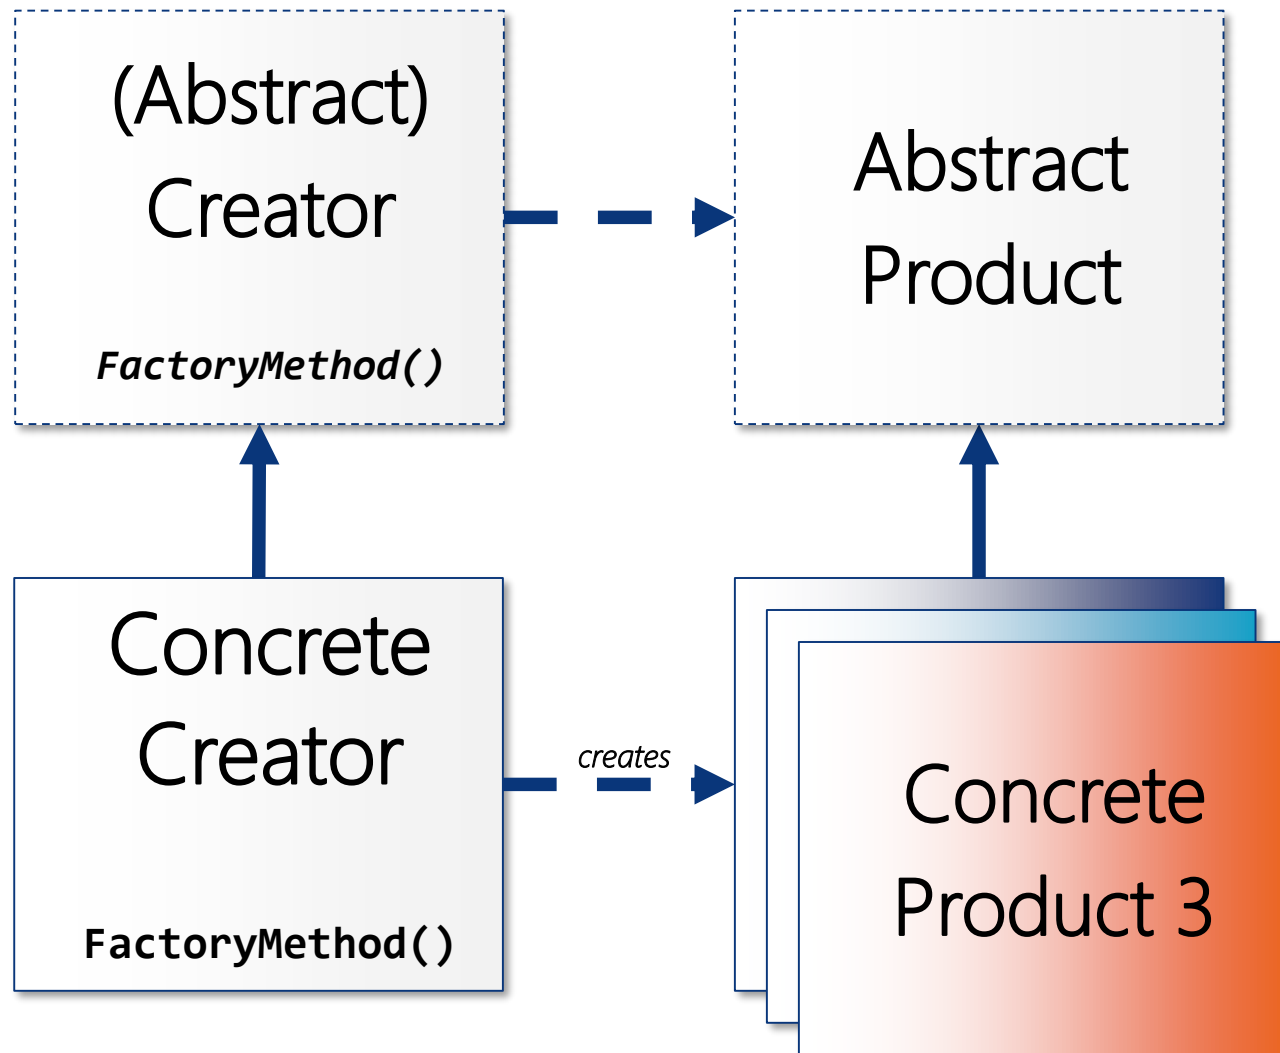 (Abstract)
Creator
FactoryMethod()
Abstract
Product
Concrete
Creator
FactoryMethod()
creates
Concrete
Product 3